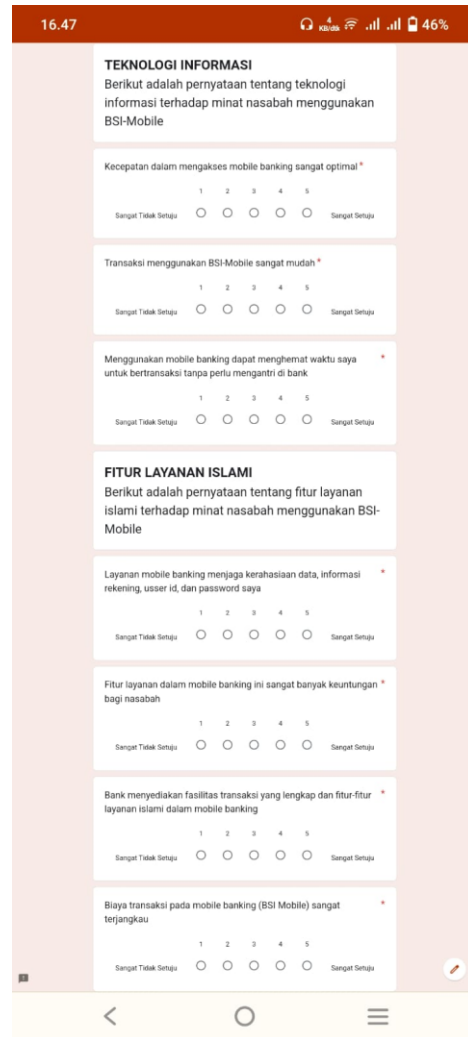 16.47
4
KB/dtk
46%
TEKNOLOGI INFORMASI
Berikut adalah pernyataan tentang teknologi
informasi terhadap minat nasabah menggunakan
BSI-Mobile
Kecepatan dalam mengakses mobile banking sangat optimal *
1 2 3 4 5
Sangat Tidak Setuju Sangat Setuju
Transaksi menggunakan BSI-Mobile sangat mudah *
1 2 3 4 5
Sangat Tidak Setuju Sangat Setuju
Menggunakan mobile banking dapat menghemat waktu saya *
untuk bertransaksi tanpa perlu mengantri di bank
1 2 3 4 5
Sangat Tidak Setuju Sangat Setuju
FITUR LAYANAN ISLAMI
Berikut adalah pernyataan tentang fitur layanan
islami terhadap minat nasabah menggunakan BSI-
Mobile
Layanan mobile banking menjaga kerahasiaan data, informasi *
rekening, usser id, dan password saya
1 2 3 4 5
Sangat Tidak Setuju Sangat Setuju
Fitur layanan dalam mobile banking ini sangat banyak keuntungan *
bagi nasabah
1 2 3 4 5
Sangat Tidak Setuju Sangat Setuju
Bank menyediakan fasilitas transaksi yang lengkap dan fitur-fitur *
layanan islami dalam mobile banking
1 2 3 4 5
Sangat Tidak Setuju Sangat Setuju
Biaya transaksi pada mobile banking (BSI Mobile) sangat *
terjangkau
1 2 3 4 5
Sangat Tidak Setuju Sangat Setuju